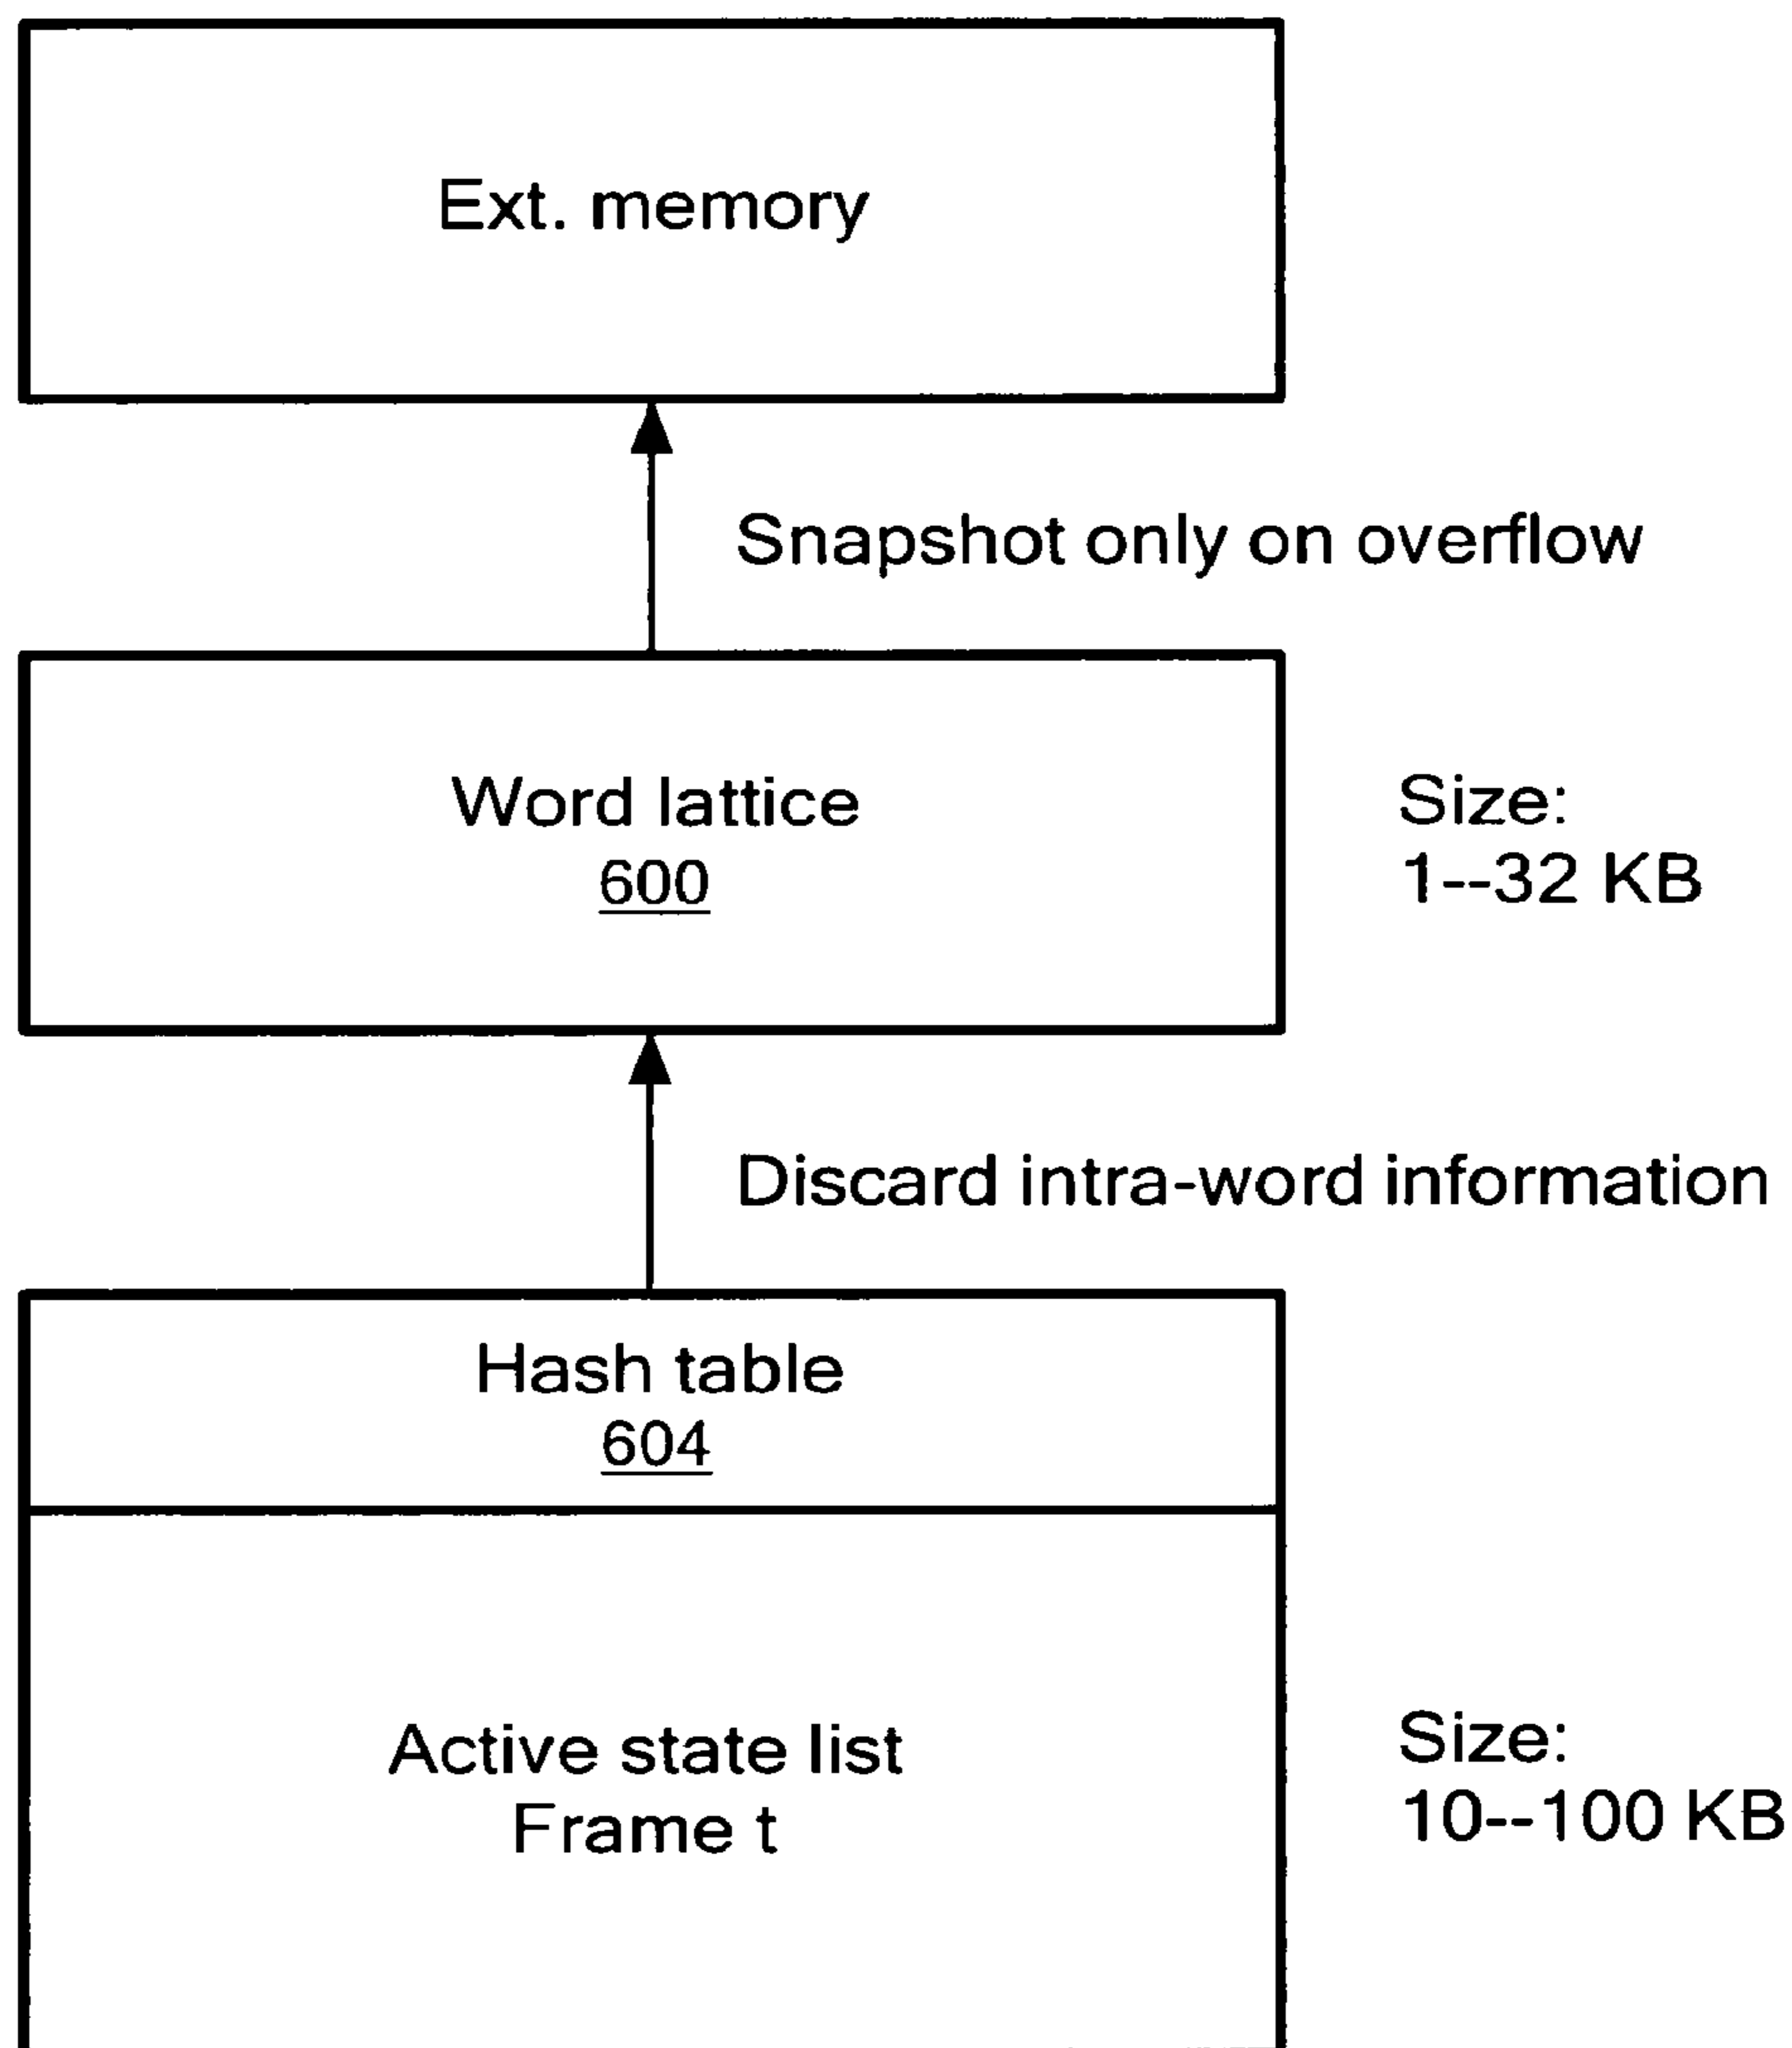 Ext. memory
Snapshot only on overflow
Word lattice
600
Size:
1--32 KB
Discard intra-word information
Hash table
604
Active state list
Frame t
Size:
10--100 KB